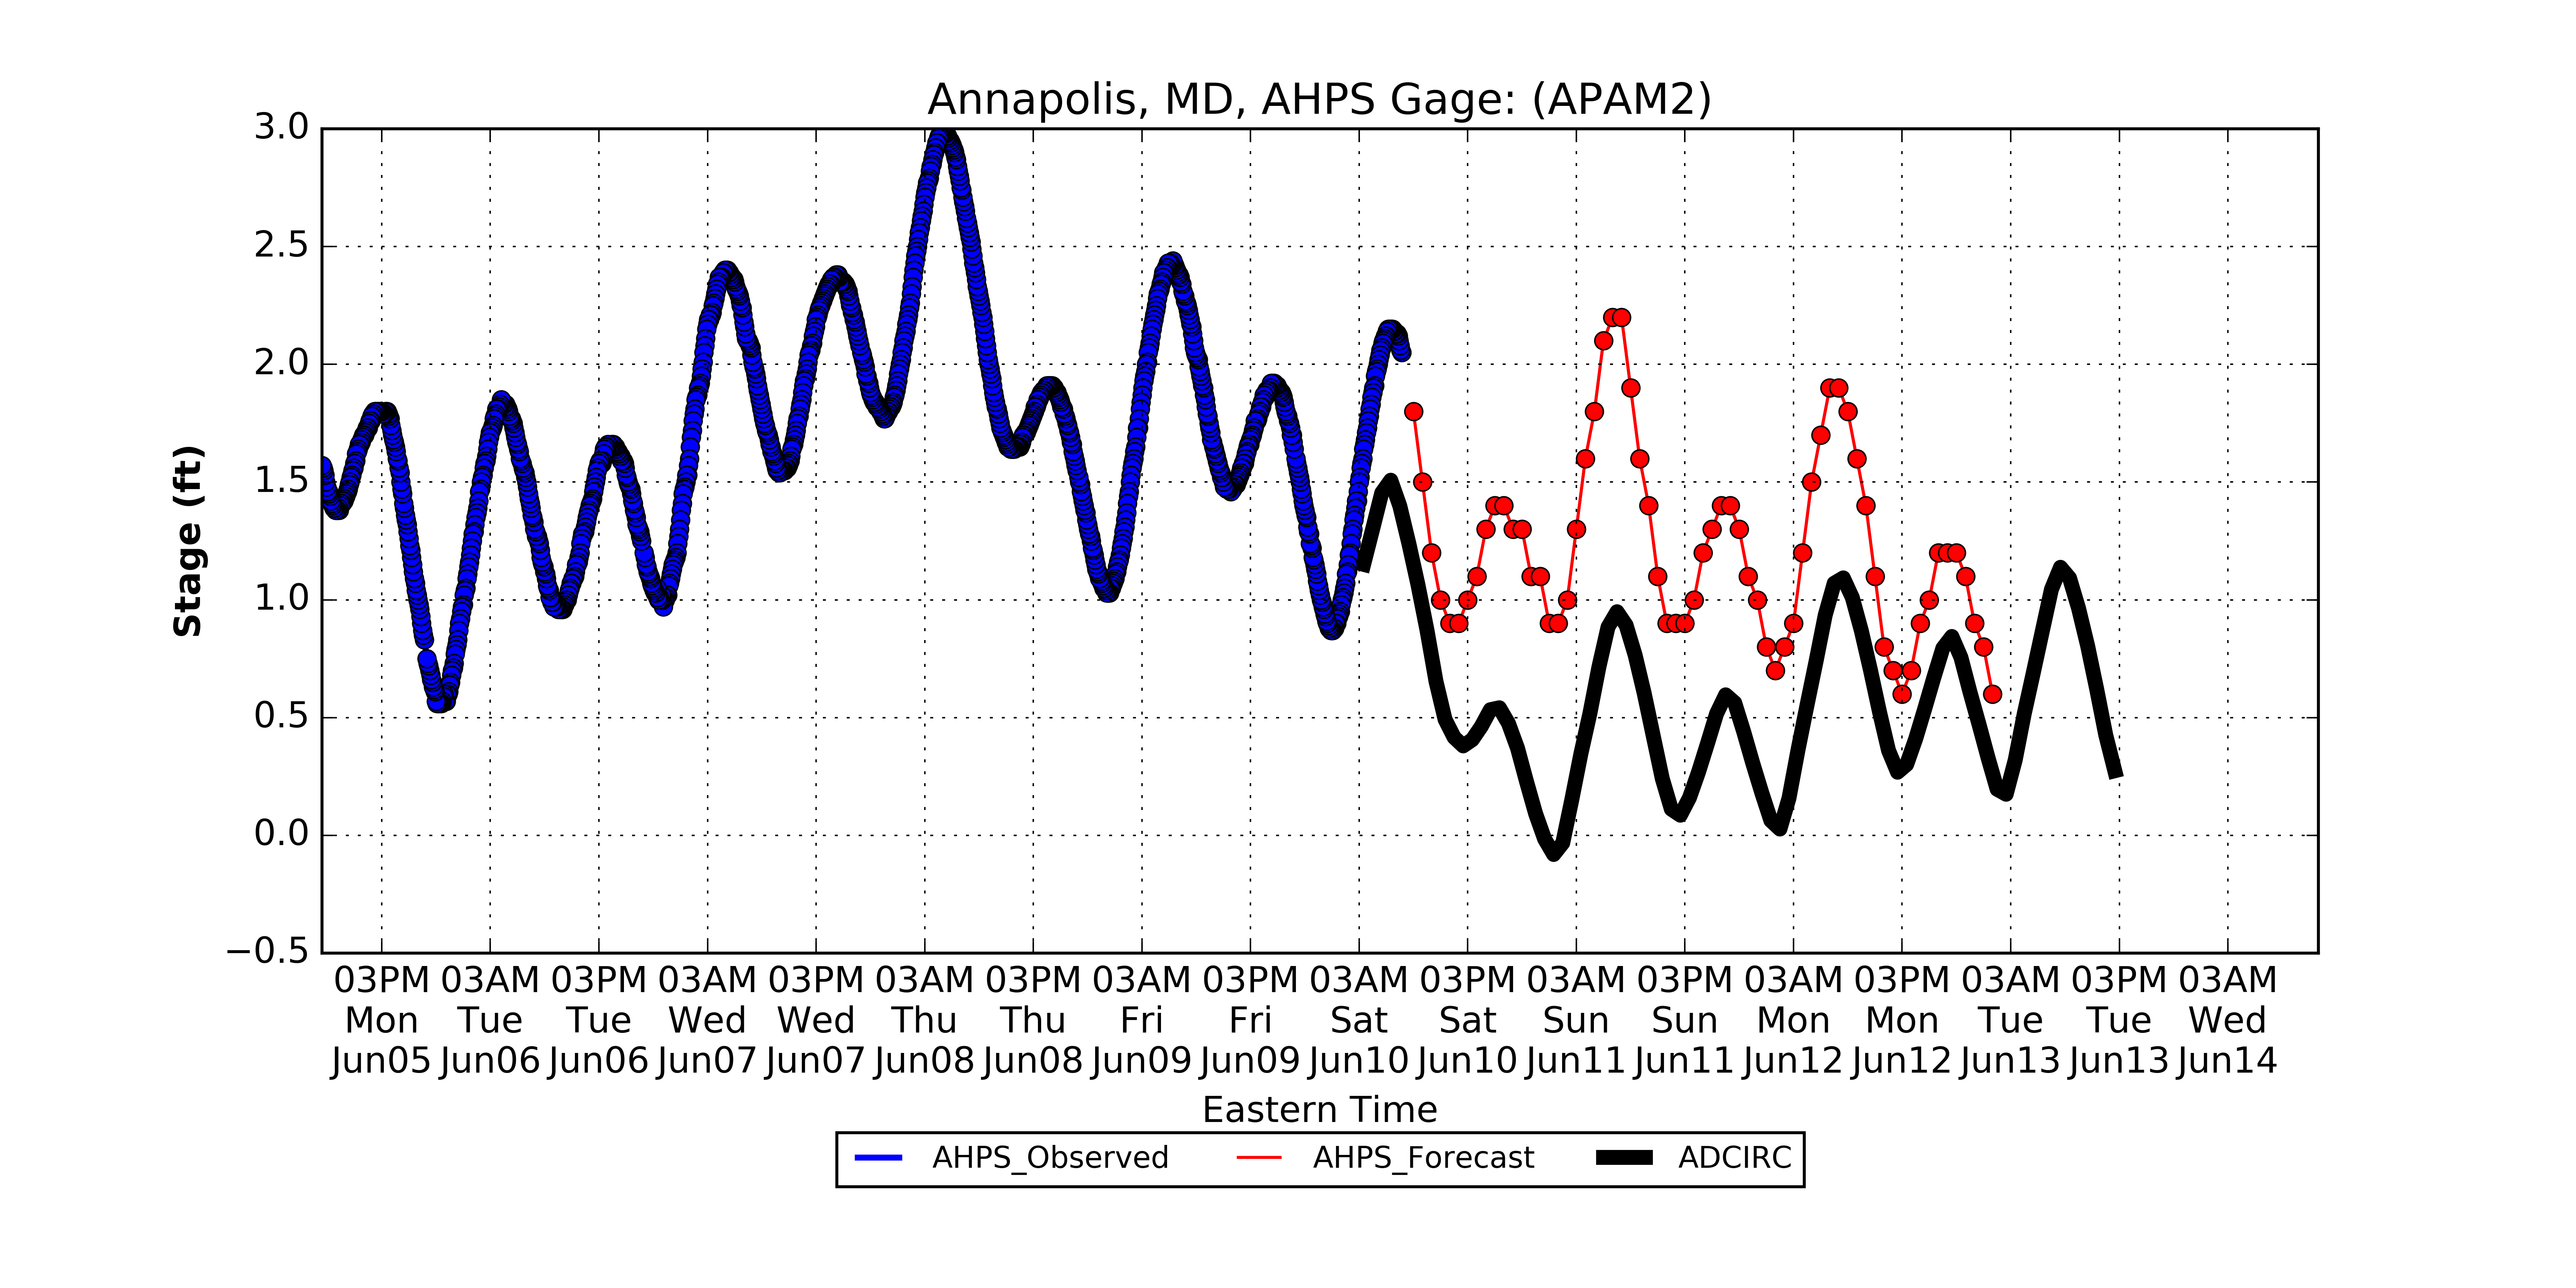 Annapolis, MD, AHPS Gage: (APAM2)
3.0
2.5
2.0
1.5
1.0
0.5
0.0
−0.5
Stage (ft)
03PM 03AM 03PM 03AM 03PM 03AM 03PM 03AM 03PM 03AM 03PM 03AM 03PM 03AM 03PM 03AM 03PM 03AM
Mon Tue Tue Wed Wed Thu Thu Fri Fri Sat Sat Sun Sun Mon Mon Tue Tue Wed
Jun05 Jun06 Jun06 Jun07 Jun07 Jun08 Jun08 Jun09 Jun09 Jun10 Jun10 Jun11 Jun11 Jun12 Jun12 Jun13 Jun13 Jun14
Eastern Time
AHPS_Observed AHPS_Forecast ADCIRC